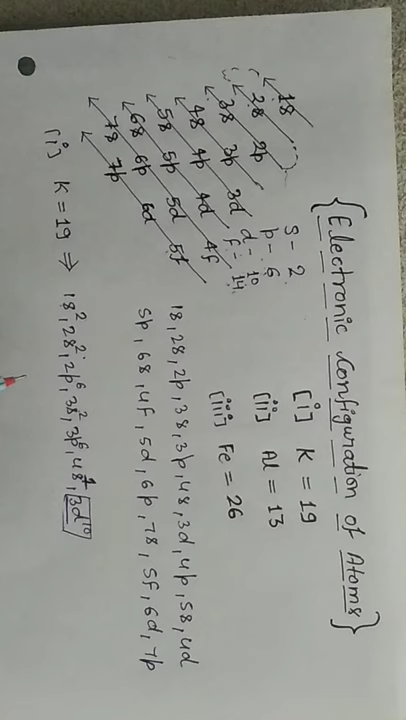 {Electronic Configuration of Atoms}
1s
2s 2p
3s 3p 3d
4s 4p 4d 4f
5s 5p 5d 5f
6s 6p 6d
7s 7p
s - 2
p - 6
d - 10
f = 14
[i] K = 19
[ii] Al = 13
[iii] Fe = 26
1s, 2s, 2p, 3s, 3p, 4s, 3d, 4p, 5s, 4d
5p, 6s, 4f, 5d, 6p, 7s, 5f, 6d, 7p
[i] K = 19 ⇒ 1s², 2s², 2p⁶, 3s², 3p⁶, 4s¹, 3d¹⁰